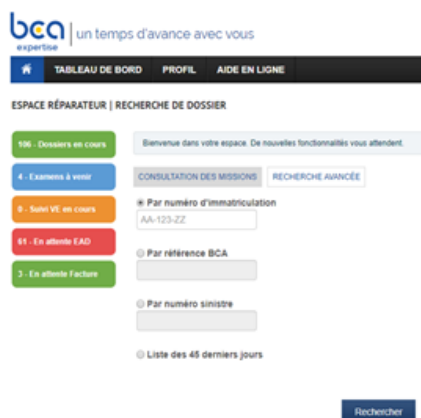 bca
expertise
un temps d'avance avec vous
TABLEAU DE BORD PROFIL AIDE EN LIGNE
ESPACE RÉPARATEUR | RECHERCHE DE DOSSIER
106 - Dossiers en cours
4 - Examens à venir
0 - Suivi VE en cours
61 - En attente EAD
3 - En attente Facture
Bienvenue dans votre espace. De nouvelles fonctionnalités vous attendent.
CONSULTATION DES MISSIONS RECHERCHE AVANCÉE
Par numéro d'immatriculation
AA-123-ZZ
Par référence BCA
Par numéro sinistre
Liste des 45 derniers jours
Rechercher